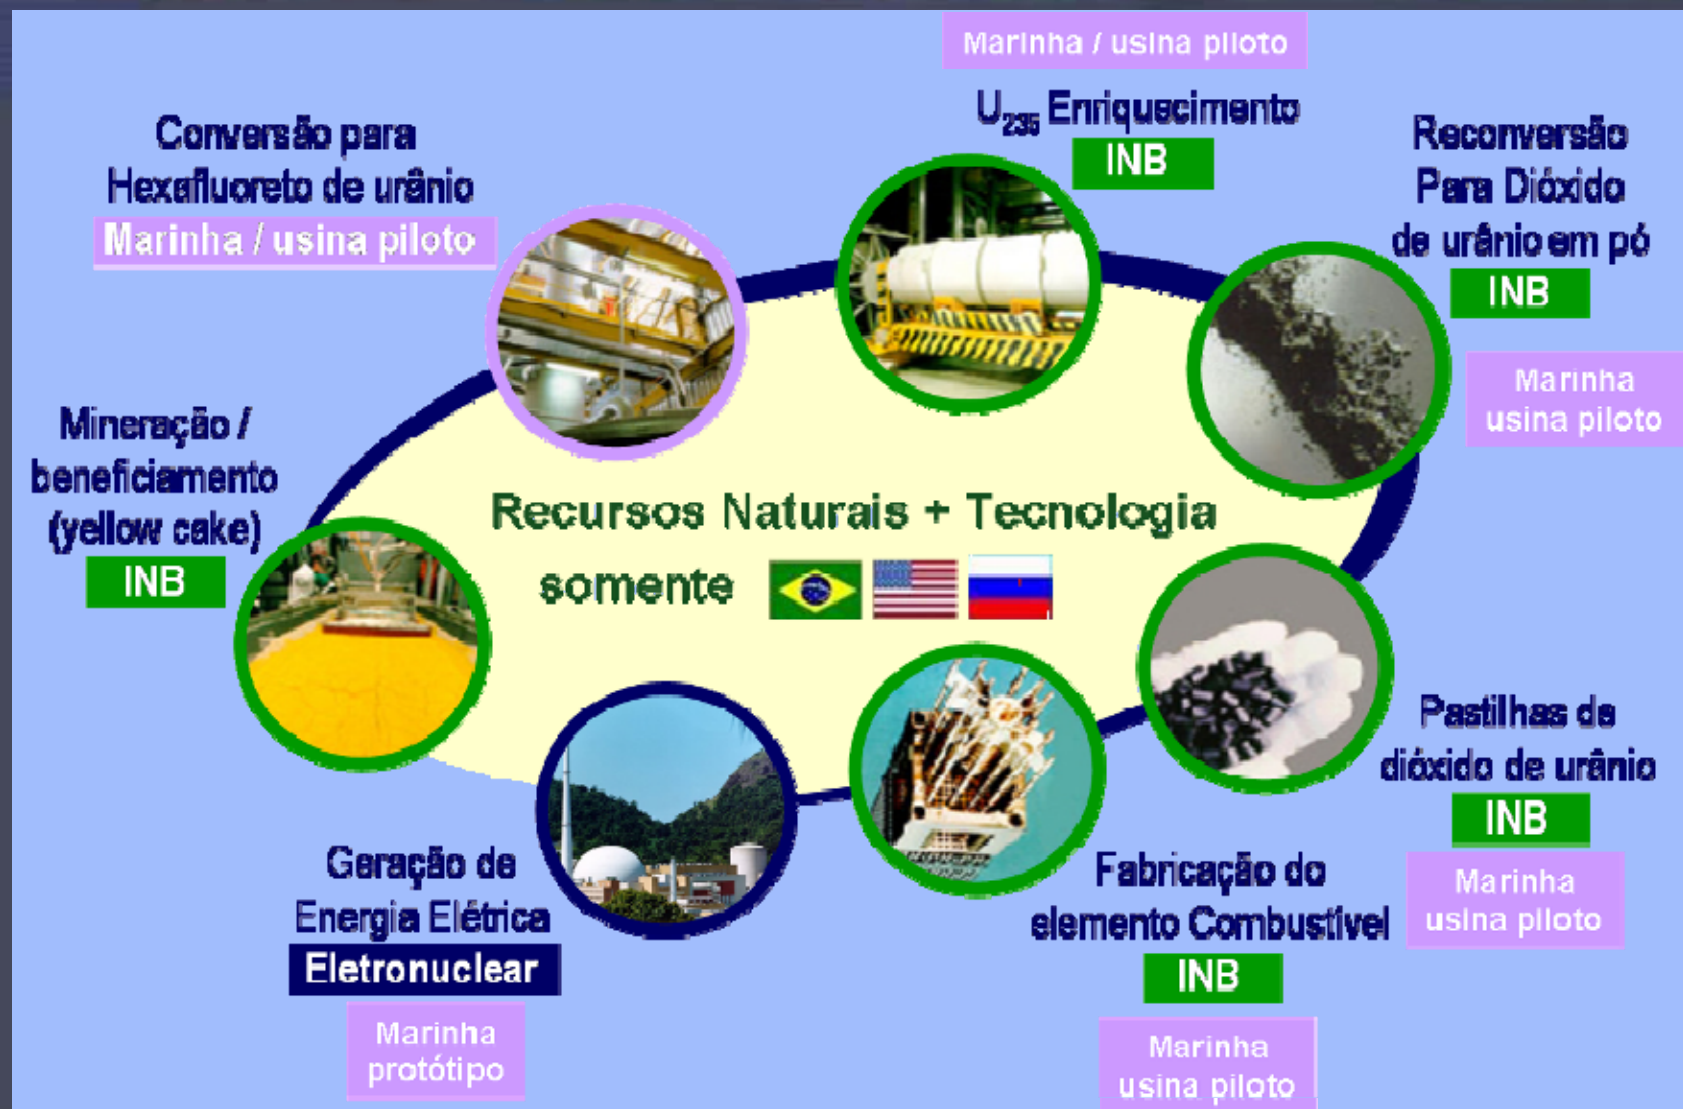 Marinha / usina piloto
U235 Enriquecimento
INB
Conversão para
Hexafluoreto de urânio
Marinha / usina piloto
Reconversão
Para Dióxido
de urânio em pó
INB
Marinha
usina piloto
Mineração /
beneficiamento
(yellow cake)
INB
Recursos Naturais + Tecnologia
somente
Pastilhas de
dióxido de urânio
INB
Marinha
usina piloto
Fabricação do
elemento Combustível
INB
Marinha
usina piloto
Geração de
Energia Elétrica
Eletronuclear
Marinha
protótipo